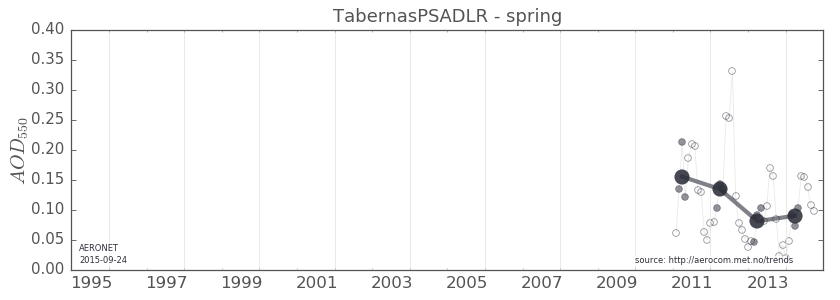 TabernasPSADLR - spring
0.40
0.35
0.30
0.25
0.20
0.15
0.10
0.05
0.00
AOD550
AERONET
2015-09-24
source: http://aerocom.met.no/trends
1995 1997 1999 2001 2003 2005 2007 2009 2011 2013